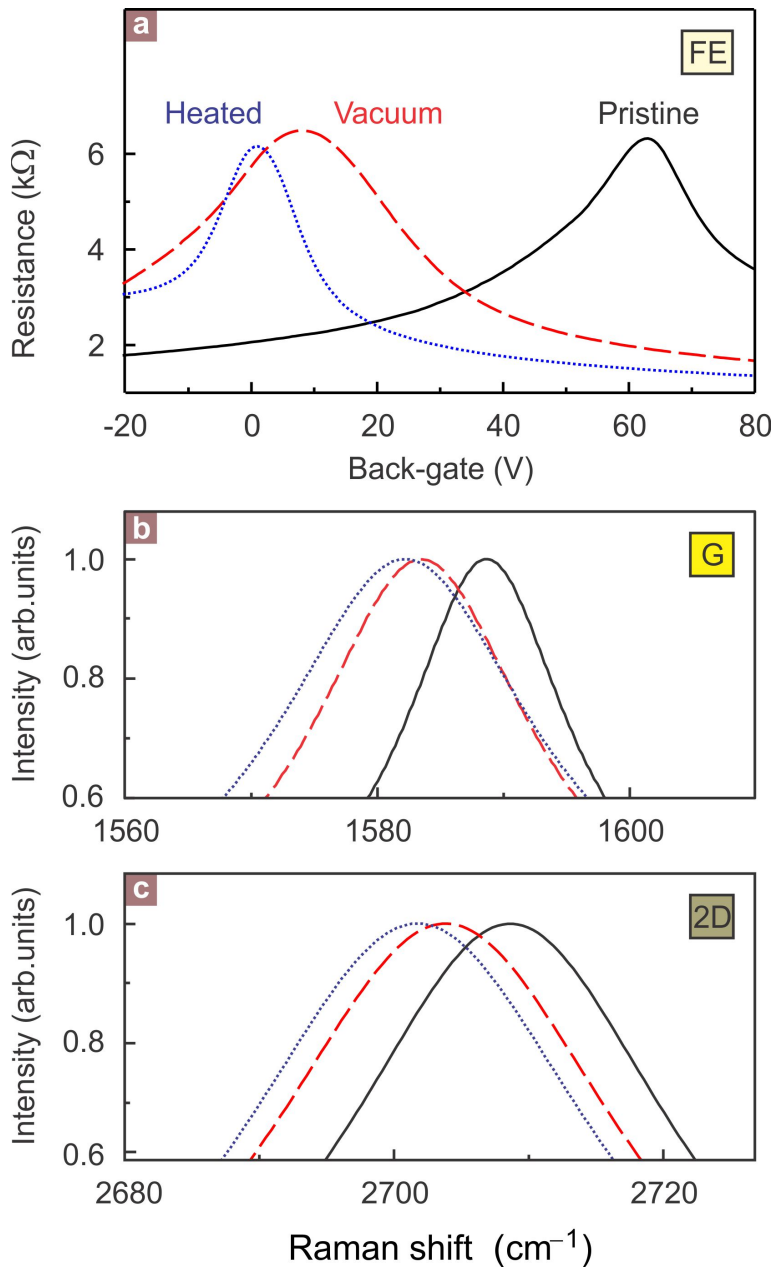 a
FE
Heated Vacuum Pristine
Resistance (kΩ)
6
4
2
-20 0 20 40 60 80
Back-gate (V)
b
G
Intensity (arb.units)
1.0
0.8
0.6
1560 1580 1600
c
2D
Intensity (arb.units)
1.0
0.8
0.6
2680 2700 2720
Raman shift (cm⁻¹)